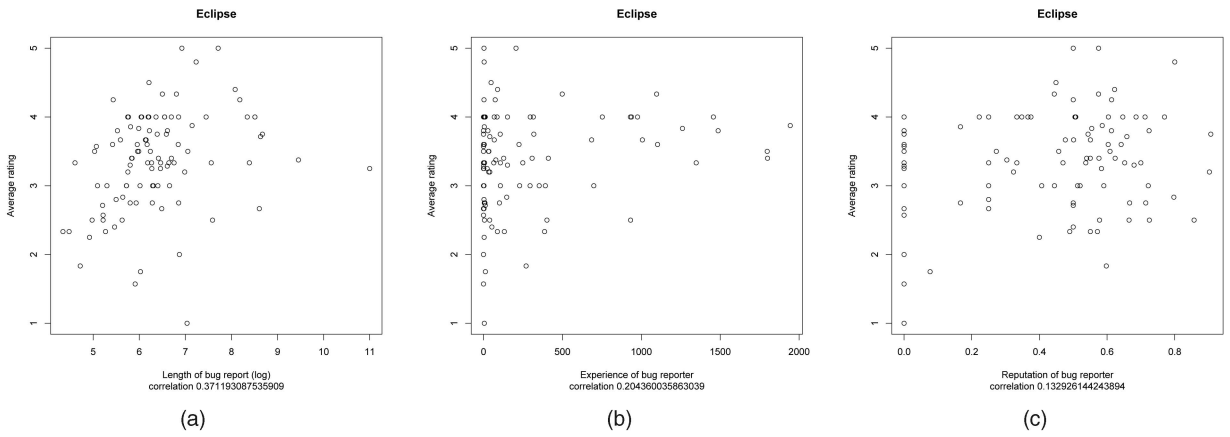 Eclipse
Average rating
5
4
3
2
1
5 6 7 8 9 10 11
Length of bug report (log)
correlation 0.371193087535909
(a)
Eclipse
Average rating
5
4
3
2
1
0 500 1000 1500 2000
Experience of bug reporter
correlation 0.204360035863039
(b)
Eclipse
Average rating
5
4
3
2
1
0.0 0.2 0.4 0.6 0.8
Reputation of bug reporter
correlation 0.132926144243894
(c)